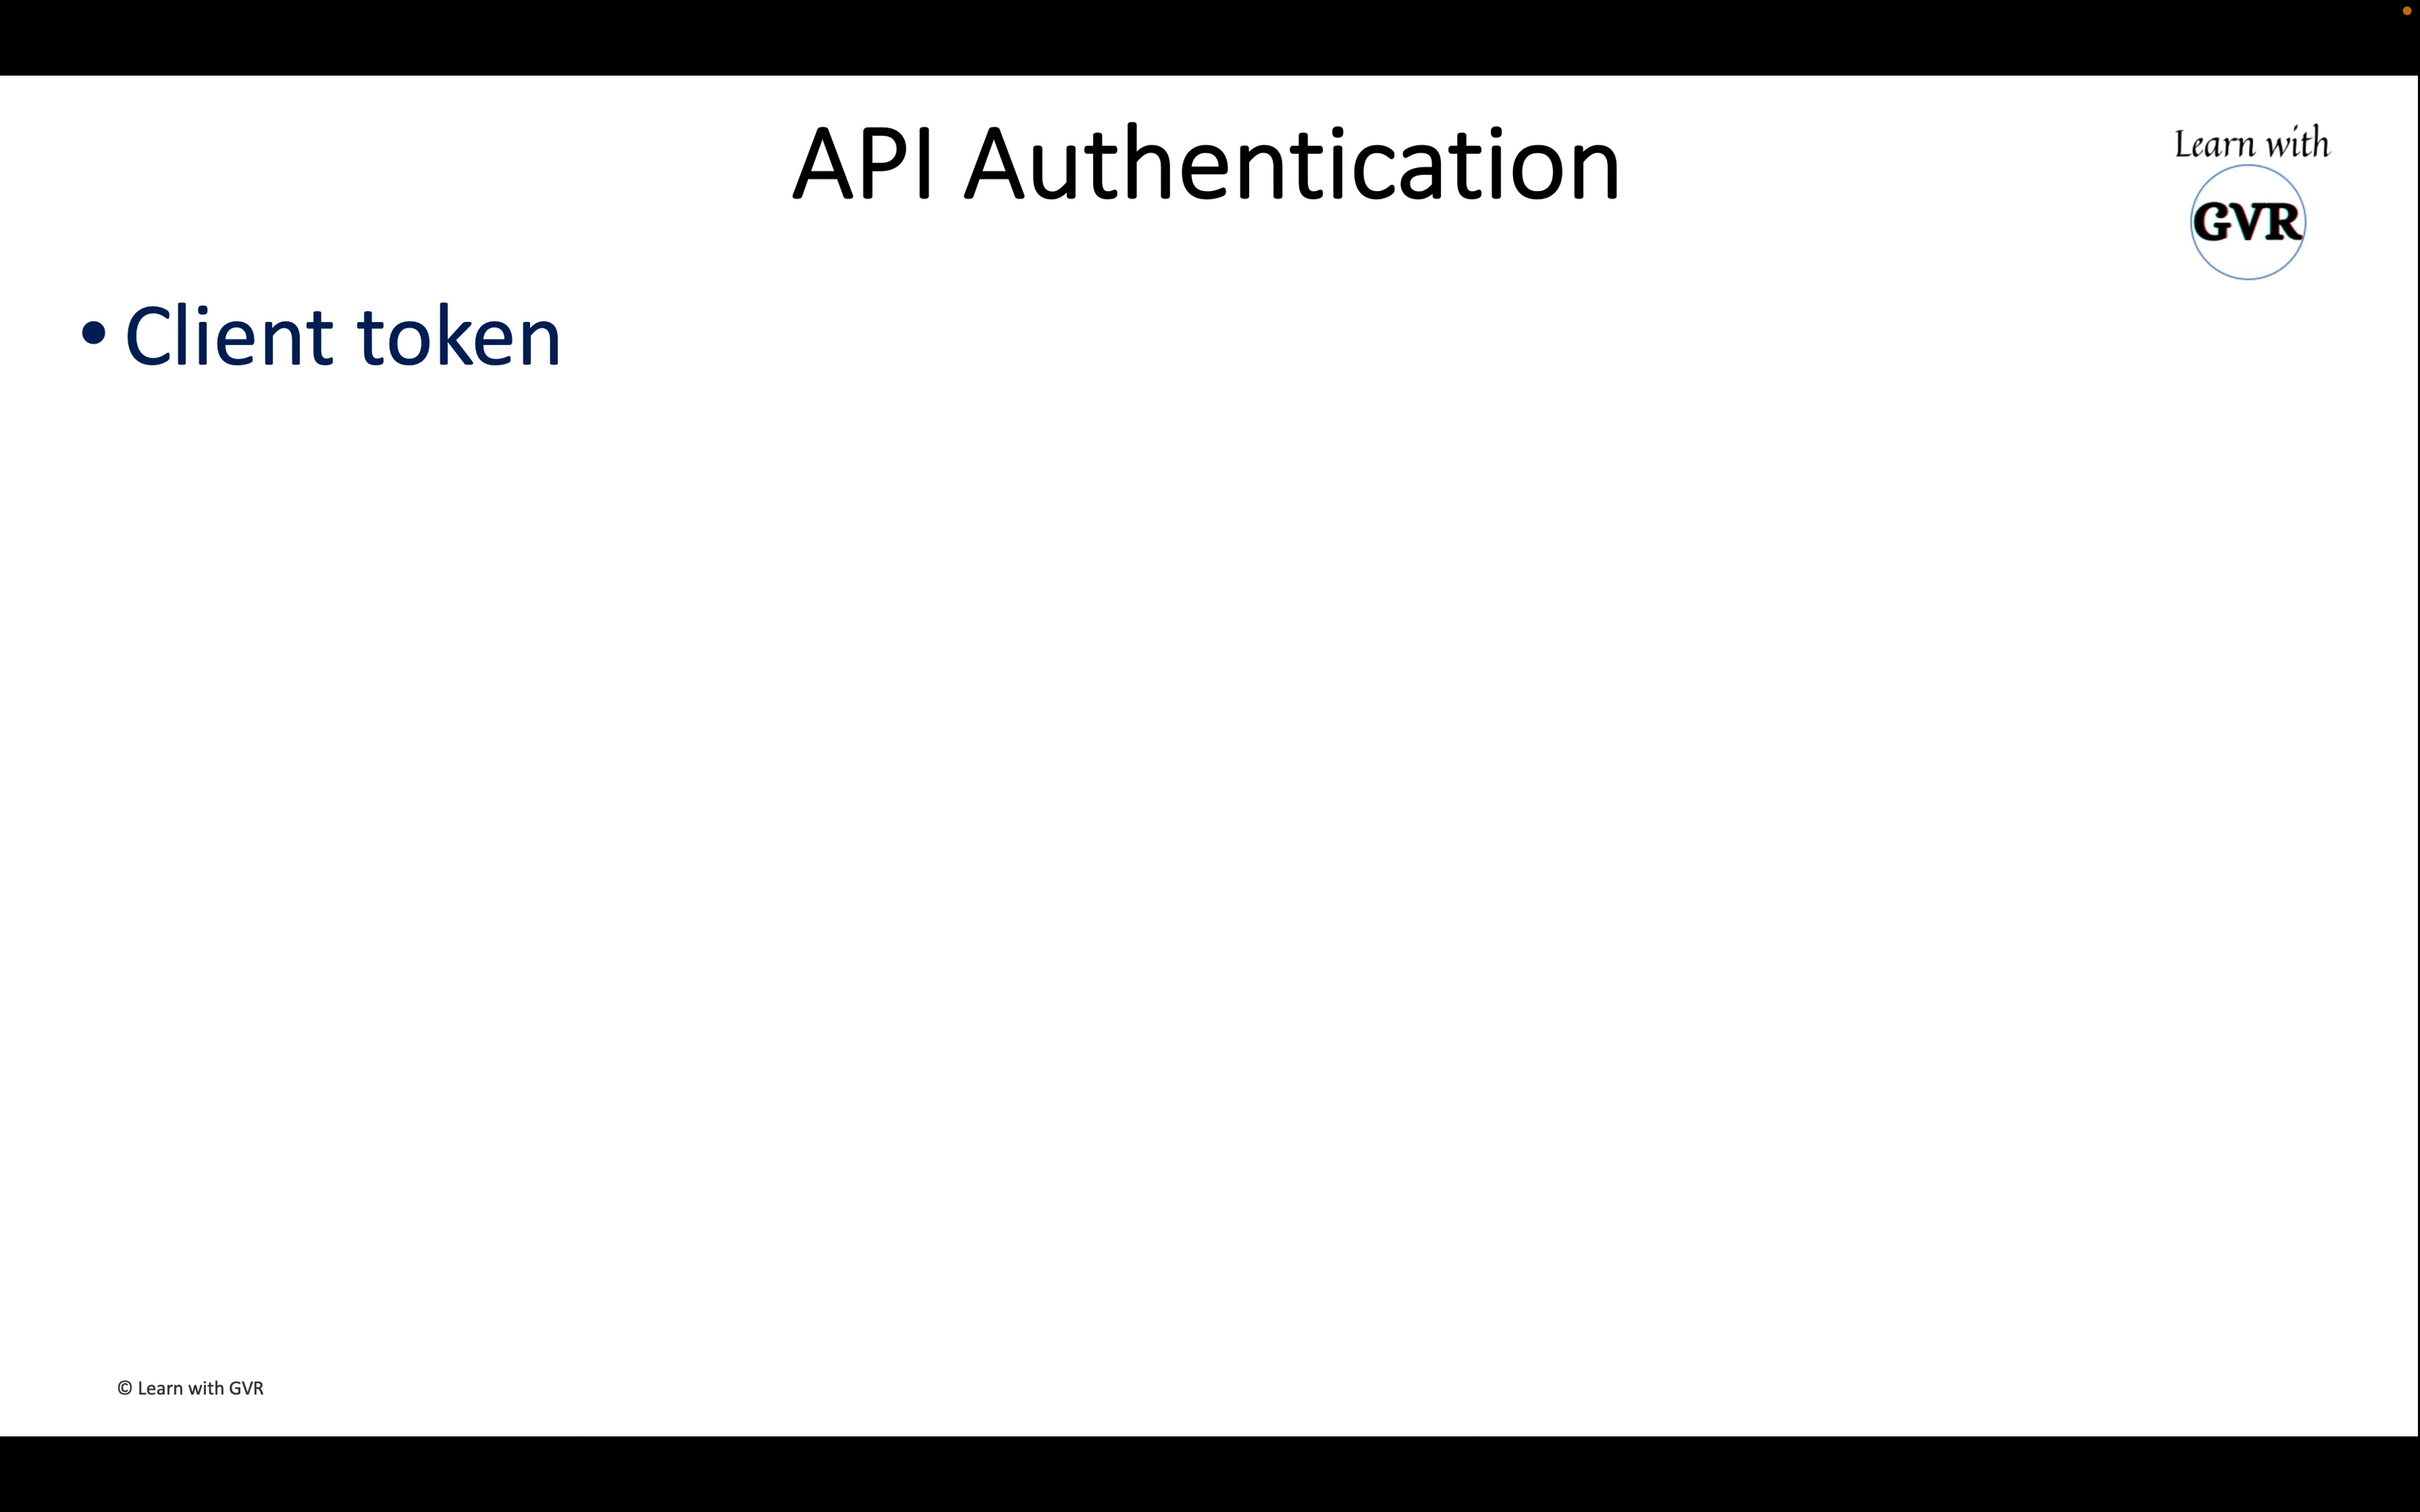 API Authentication
Learn with
GVR
• Client token
© Learn with GVR